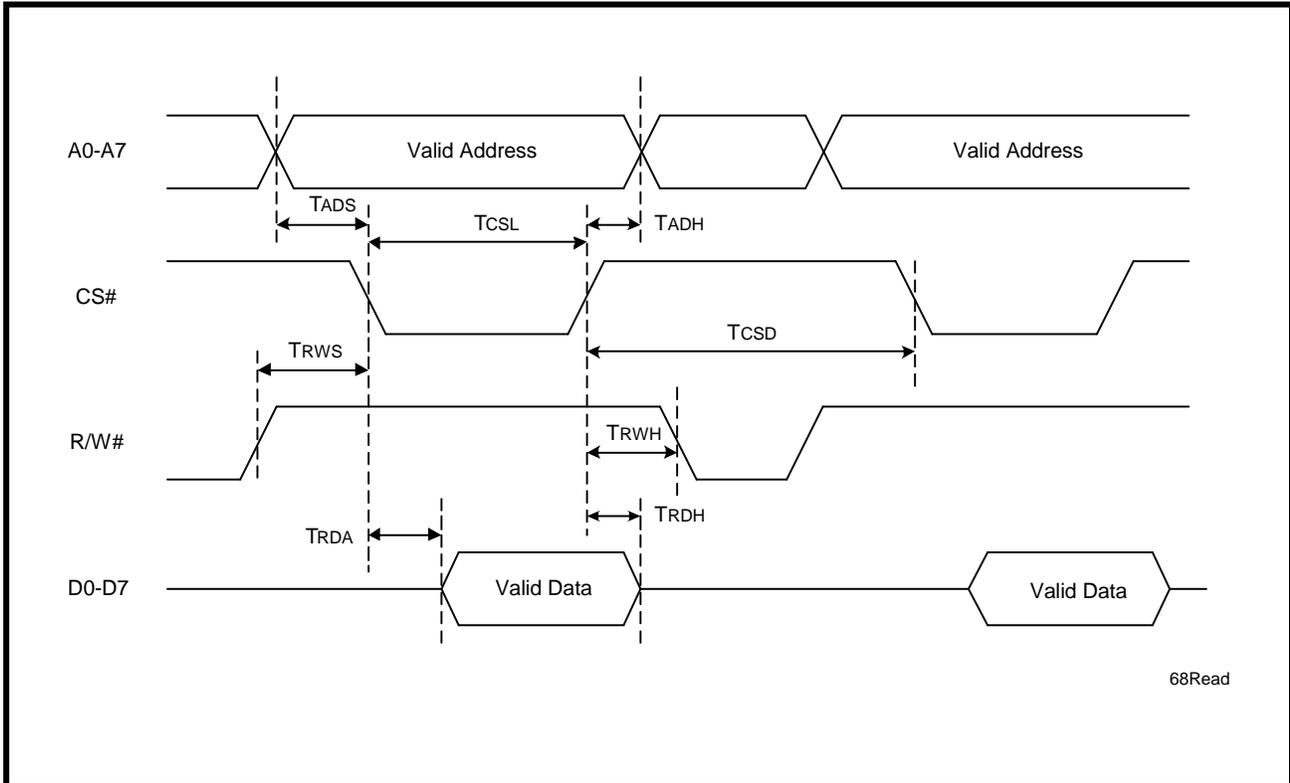 A0-A7
Valid Address
Valid Address
TADS
TCSL
TADH
CS#
TCSD
TRWS
R/W#
TRWH
TRDA
TRDH
D0-D7
Valid Data
Valid Data
68Read